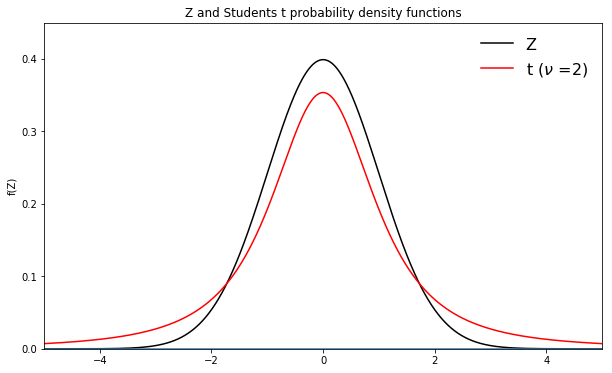 Z and Students t probability density functions
Z
t (ν =2)
f(Z)
0.4
0.3
0.2
0.1
0.0
−4
−2
0
2
4